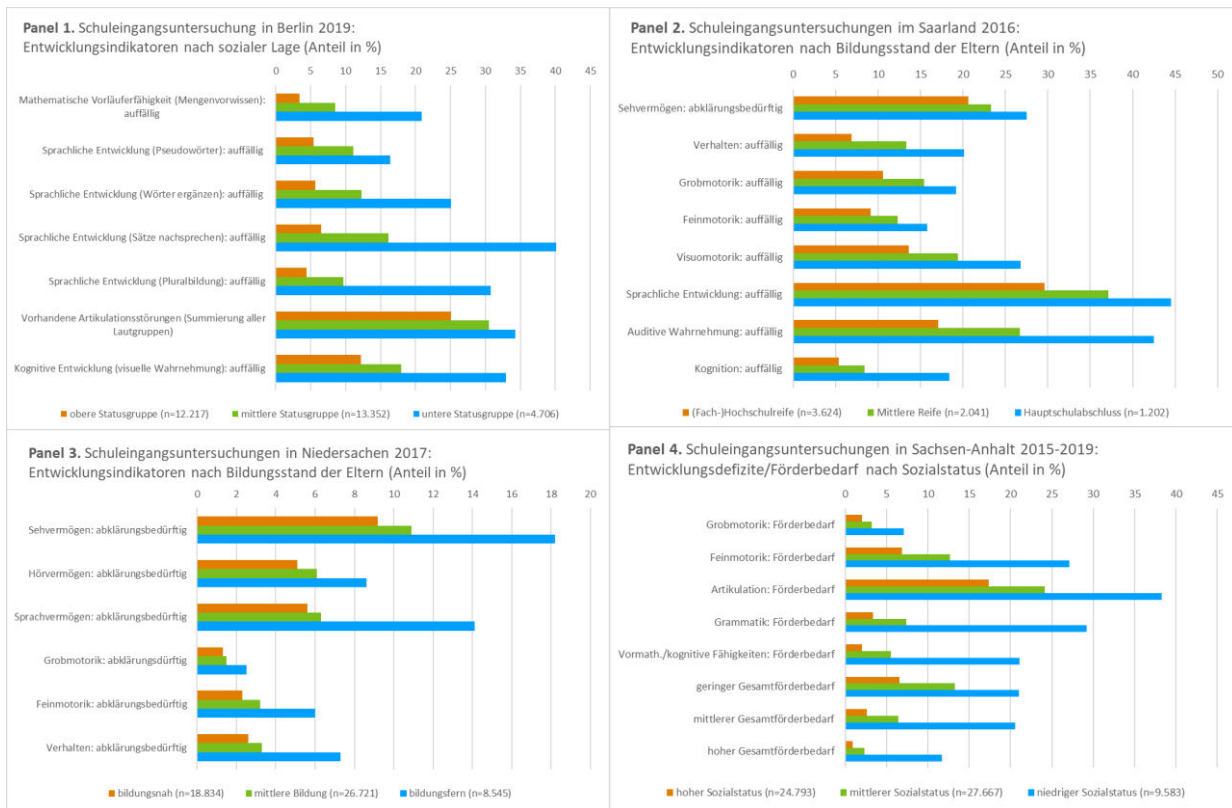 Panel 1. Schuleingangsuntersuchung in Berlin 2019:
Entwicklungsindikatoren nach sozialer Lage (Anteil in %)
0 5 10 15 20 25 30 35 40 45
Mathematische Vorläuferfähigkeit (Mengenvorwissen):
auffällig
Sprachliche Entwicklung (Pseudowörter): auffällig
Sprachliche Entwicklung (Wörter ergänzen): auffällig
Sprachliche Entwicklung (Sätze nachsprechen): auffällig
Sprachliche Entwicklung (Pluralbildung): auffällig
Vorhandene Artikulationsstörungen (Summierung aller
Lautgruppen)
Kognitive Entwicklung (visuelle Wahrnehmung): auffällig
obere Statusgruppe (n=12.217) mittlere Statusgruppe (n=13.352) untere Statusgruppe (n=4.706)
Panel 2. Schuleingangsuntersuchungen im Saarland 2016:
Entwicklungsindikatoren nach Bildungsstand der Eltern (Anteil in %)
0 5 10 15 20 25 30 35 40 45 50
Sehvermögen: abklärungsbedürftig
Verhalten: auffällig
Grobmotorik: auffällig
Feinmotorik: auffällig
Visuomotorik: auffällig
Sprachliche Entwicklung: auffällig
Auditive Wahrnehmung: auffällig
Kognition: auffällig
(Fach-)Hochschulreife (n=3.624) Mittlere Reife (n=2.041) Hauptschulabschluss (n=1.202)
Panel 3. Schuleingangsuntersuchungen in Niedersachen 2017:
Entwicklungsindikatoren nach Bildungsstand der Eltern (Anteil in %)
0 2 4 6 8 10 12 14 16 18 20
Sehvermögen: abklärungsbedürftig
Hörvermögen: abklärungsbedürftig
Sprachvermögen: abklärungsbedürftig
Grobmotorik: abklärungsdürftig
Feinmotorik: abklärungsbedürftig
Verhalten: abklärungsbedürftig
bildungsnah (n=18.834) mittlere Bildung (n=26.721) bildungsfern (n=8.545)
Panel 4. Schuleingangsuntersuchungen in Sachsen-Anhalt 2015-2019:
Entwicklungsdefizite/Förderbedarf nach Sozialstatus (Anteil in %)
0 5 10 15 20 25 30 35 40 45
Grobmotorik: Förderbedarf
Feinmotorik: Förderbedarf
Artikulation: Förderbedarf
Grammatik: Förderbedarf
Vormath./kognitive Fähigkeiten: Förderbedarf
geringer Gesamtförderbedarf
mittlerer Gesamtförderbedarf
hoher Gesamtförderbedarf
hoher Sozialstatus (n=24.793) mittlerer Sozialstatus (n=27.667) niedriger Sozialstatus (n=9.583)